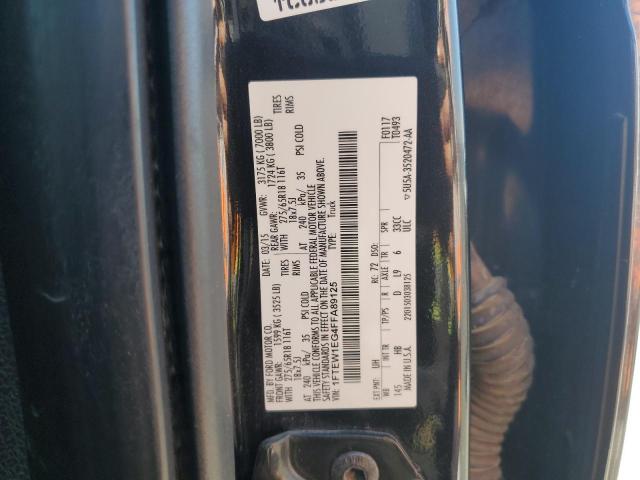 MFD. BY FORD MOTOR CO.
DATE: 03/15 GVWR: 3175 KG ( 7000 LB)
FRONT GAWR: 1599 KG ( 3525 LB) REAR GAWR: 1724 KG ( 3800 LB)
275/65R18 116T TIRES WITH 275/65R18 116T TIRES
18x7.5J RIMS 18x7.5J RIMS
AT 240 kPa/ 35 PSI COLD AT 240 kPa/ 35 PSI COLD
THIS VEHICLE CONFORMS TO ALL APPLICABLE FEDERAL MOTOR VEHICLE
SAFETY STANDARDS IN EFFECT ON THE DATE OF MANUFACTURE SHOWN ABOVE.
VIN: 1FTEW1EG4FFA89125 Truck
F0117
T0493
EXT PNT: UH RC: 72 DSO:
WB INT TR TP/PS R AXLE TR SPR
145 HB D L9 6 33CC
ULC
MADE IN U.S.A. 5U5A-3520472-AA